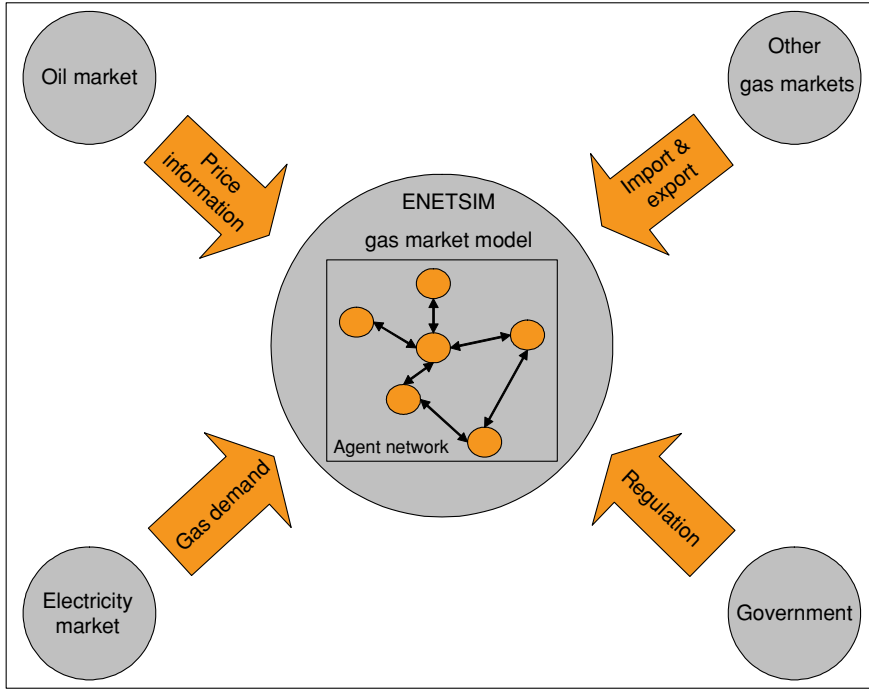 Oil market
Other
gas markets
Price
information
Import &
export
ENETSIM
gas market model
Agent network
Gas demand
Regulation
Electricity
market
Government